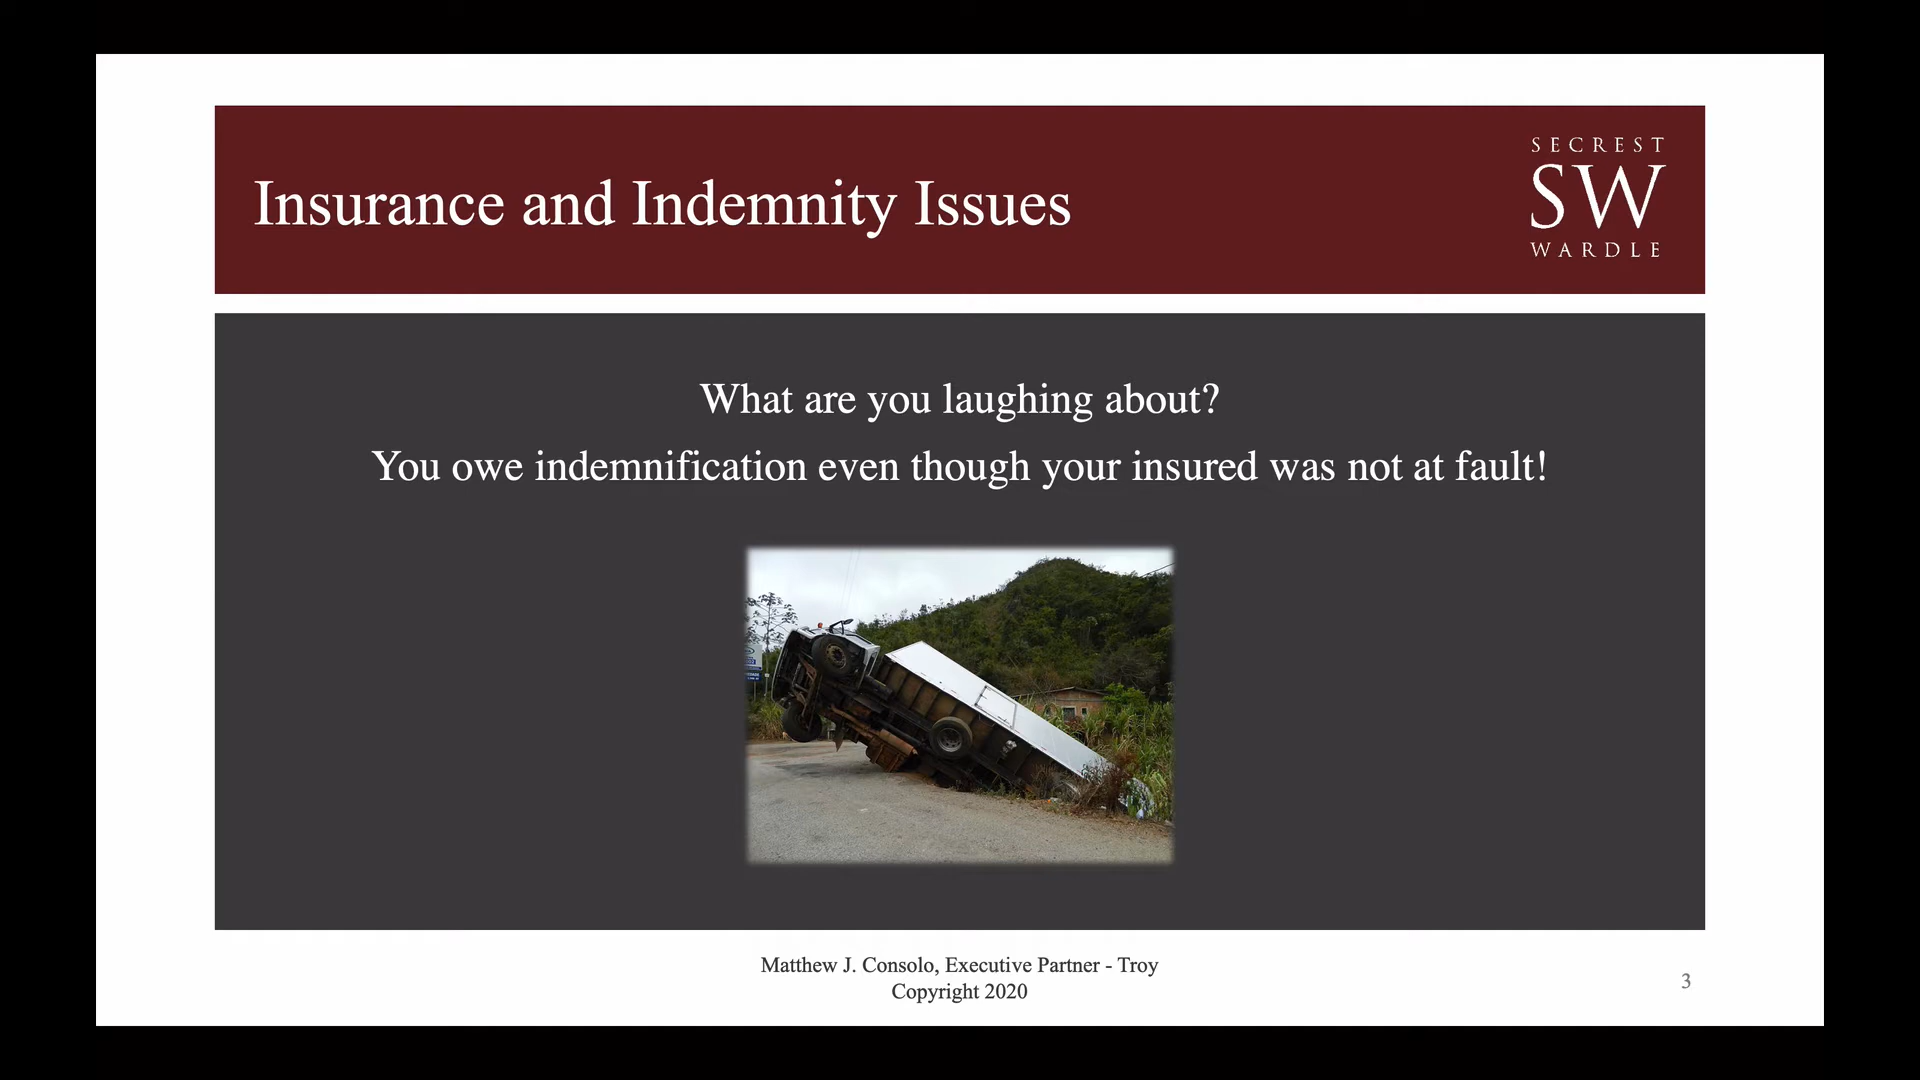 Insurance and Indemnity Issues
SECREST
SW
WARDLE
What are you laughing about?
You owe indemnification even though your insured was not at fault!
Matthew J. Consolo, Executive Partner - Troy
Copyright 2020
3